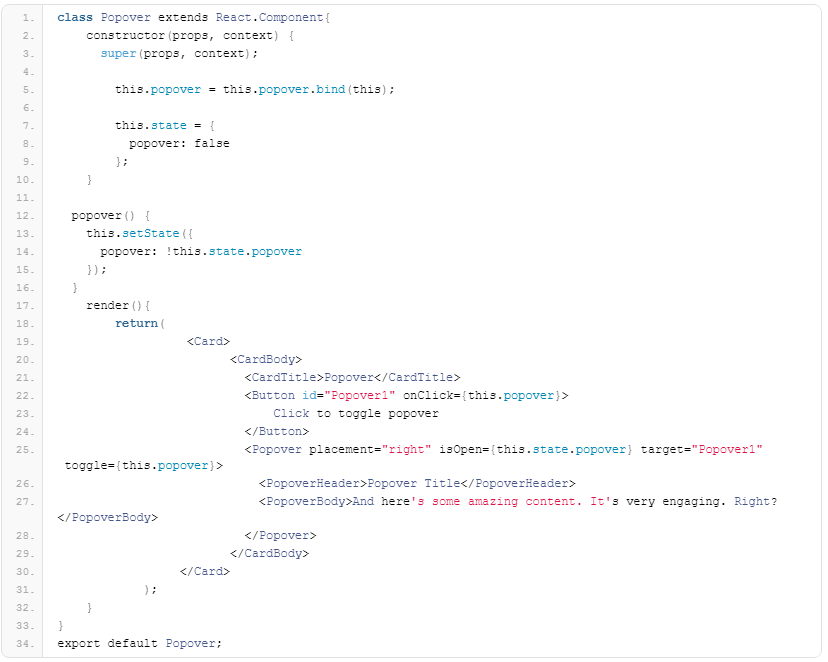 1. class Popover extends React.Component{
2. constructor(props, context) {
3. super(props, context);
4.
5. this.popover = this.popover.bind(this);
6.
7. this.state = {
8. popover: false
9. };
10. }
11.
12. popover() {
13. this.setState({
14. popover: !this.state.popover
15. });
16. }
17. render(){
18. return(
19. <Card>
20. <CardBody>
21. <CardTitle>Popover</CardTitle>
22. <Button id="Popover1" onClick={this.popover}>
23. Click to toggle popover
24. </Button>
25. <Popover placement="right" isOpen={this.state.popover} target="Popover1"
toggle={this.popover}>
26. <PopoverHeader>Popover Title</PopoverHeader>
27. <PopoverBody>And here's some amazing content. It's very engaging. Right?
</PopoverBody>
28. </Popover>
29. </CardBody>
30. </Card>
31. );
32. }
33. }
34. export default Popover;